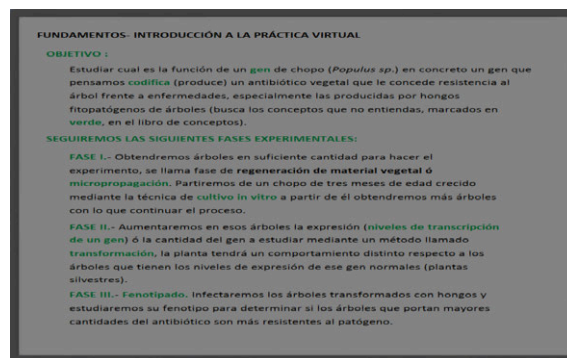 FUNDAMENTOS- INTRODUCCIÓN A LA PRÁCTICA VIRTUAL
OBJETIVO :
Estudiar cual es la función de un gen de chopo (Populus sp.) en concreto un gen que
pensamos codifica (produce) un antibiótico vegetal que le concede resistencia al
árbol frente a enfermedades, especialmente las producidas por hongos
fitopatógenos de árboles (busca los conceptos que no entiendas, marcados en
verde, en el libro de conceptos).
SEGUIREMOS LAS SIGUIENTES FASES EXPERIMENTALES:
FASE I.- Obtendremos árboles en suficiente cantidad para hacer el
experimento, se llama fase de regeneración de material vegetal ó
micropropagación. Partiremos de un chopo de tres meses de edad crecido
mediante la técnica de cultivo in vitro a partir de él obtendremos más árboles
con lo que continuar el proceso.
FASE II.- Aumentaremos en esos árboles la expresión (niveles de transcripción
de un gen) ó la cantidad del gen a estudiar mediante un método llamado
transformación, la planta tendrá un comportamiento distinto respecto a los
árboles que tienen los niveles de expresión de ese gen normales (plantas
silvestres).
FASE III.- Fenotipado. Infectaremos los árboles transformados con hongos y
estudiaremos su fenotipo para determinar si los árboles que portan mayores
cantidades del antibiótico son más resistentes al patógeno.